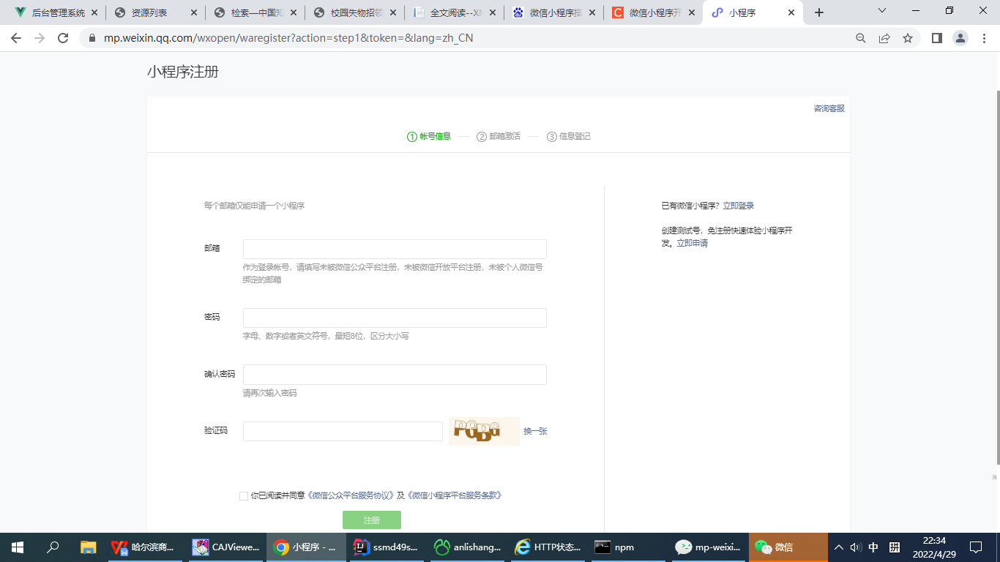 后台管理系统
资源列表
检索—中国知
校园失物招领
全文阅读--XM
微信小程序搭
微信小程序开
小程序
mp.weixin.qq.com/wxopen/waregister?action=step1&token=&lang=zh_CN
小程序注册
咨询客服
1 帐号信息
2 邮箱激活
3 信息登记
每个邮箱仅能申请一个小程序
已有微信小程序？立即登录
创建测试号，免注册快速体验小程序开
发。立即申请
邮箱
作为登录帐号，请填写未被微信公众平台注册，未被微信开放平台注册，未被个人微信号
绑定的邮箱
密码
字母、数字或者英文符号，最短8位，区分大小写
确认密码
请再次输入密码
验证码
换一张
你已阅读并同意《微信公众平台服务协议》及《微信小程序平台服务条款》
注册
哈尔滨商...
CAJViewe...
小程序 - ...
ssmd49s...
anlishang...
HTTP状态...
npm
mp-weixi...
微信
中
拼
22:34
2022/4/29